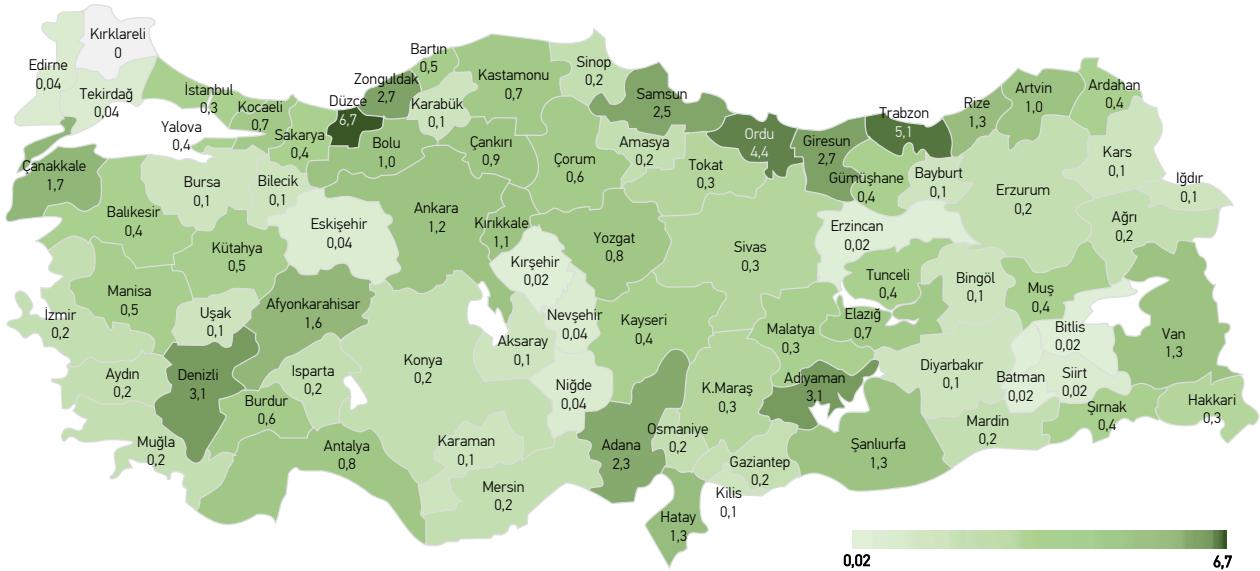 Kırklareli
0
Edirne
0,04
Tekirdağ
0,04
İstanbul
0,3
Kocaeli
0,7
Yalova
0,4
Sakarya
0,4
Düzce
6,7
Zonguldak
2,7
Bartın
0,5
Karabük
0,1
Kastamonu
0,7
Sinop
0,2
Samsun
2,5
Ordu
4,4
Giresun
2,7
Trabzon
5,1
Rize
1,3
Artvin
1,0
Ardahan
0,4
Çanakkale
1,7
Bursa
0,1
Bilecik
0,1
Bolu
1,0
Çankırı
0,9
Çorum
0,6
Amasya
0,2
Tokat
0,3
Gümüşhane
0,4
Bayburt
0,1
Erzurum
0,2
Kars
0,1
Iğdır
0,1
Balıkesir
0,4
Kütahya
0,5
Eskişehir
0,04
Ankara
1,2
Kırıkkale
1,1
Yozgat
0,8
Sivas
0,3
Erzincan
0,02
Ağrı
0,2
Manisa
0,5
İzmir
0,2
Uşak
0,1
Afyonkarahisar
1,6
Kırşehir
0,02
Nevşehir
0,04
Kayseri
0,4
Malatya
0,3
Elazığ
0,7
Tunceli
0,4
Bingöl
0,1
Muş
0,4
Bitlis
0,02
Van
1,3
Aydın
0,2
Denizli
3,1
Isparta
0,2
Burdur
0,6
Konya
0,2
Aksaray
0,1
Niğde
0,04
K.Maraş
0,3
Adıyaman
3,1
Diyarbakır
0,1
Batman
0,02
Siirt
0,02
Şırnak
0,4
Hakkari
0,3
Muğla
0,2
Antalya
0,8
Karaman
0,1
Mersin
0,2
Adana
2,3
Osmaniye
0,2
Gaziantep
0,2
Kilis
0,1
Hatay
1,3
Şanlıurfa
1,3
Mardin
0,2
0,02
6,7